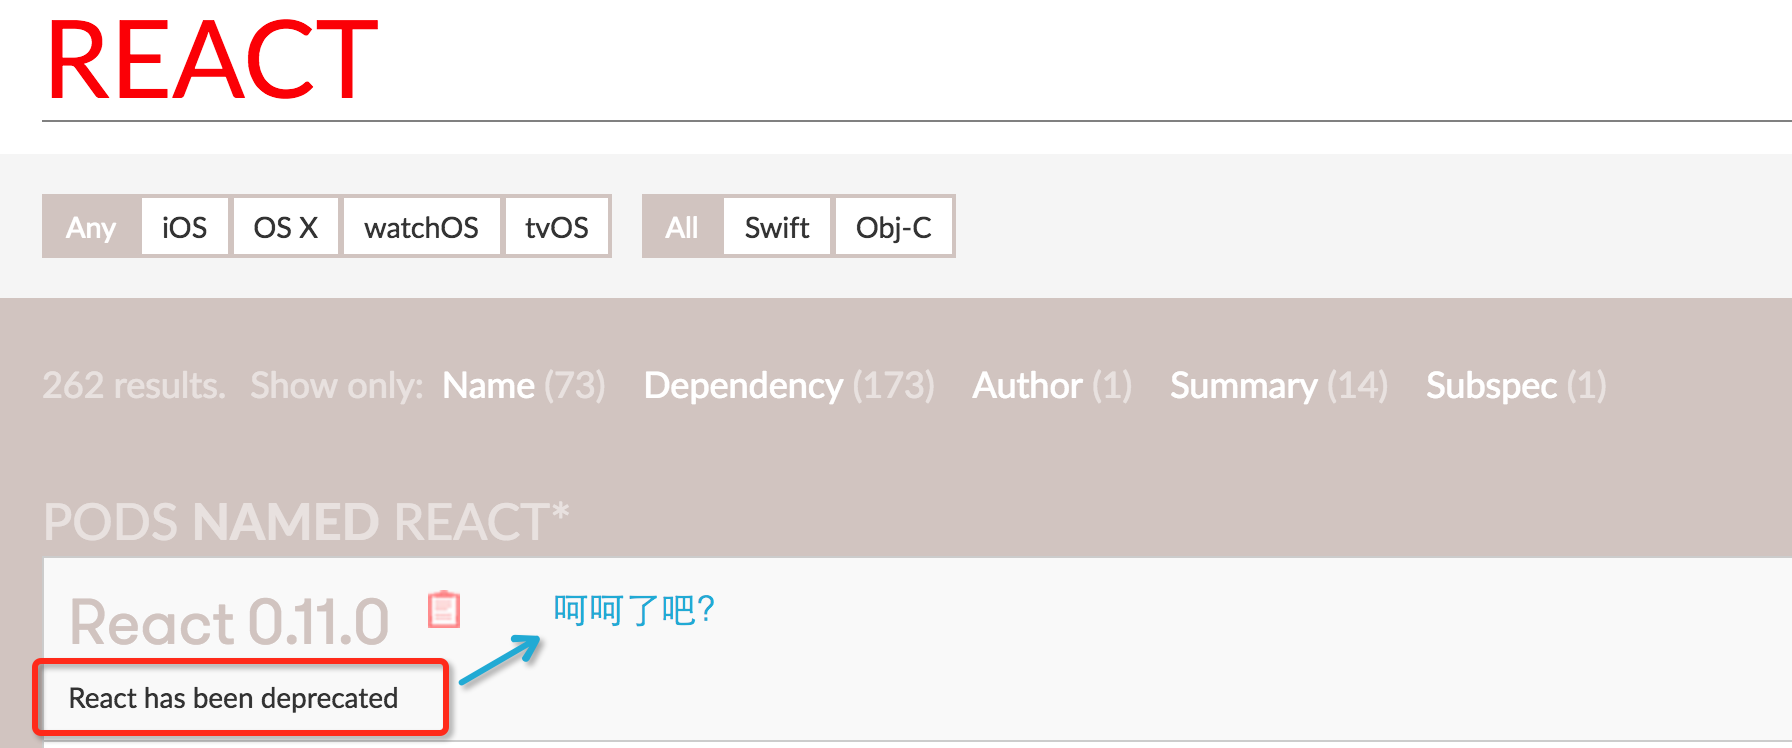 REACT
Any iOS OS X watchOS tvOS All Swift Obj-C
262 results. Show only: Name (73) Dependency (173) Author (1) Summary (14) Subspec (1)
PODS NAMED REACT*
React 0.11.0
呵呵了吧?
React has been deprecated